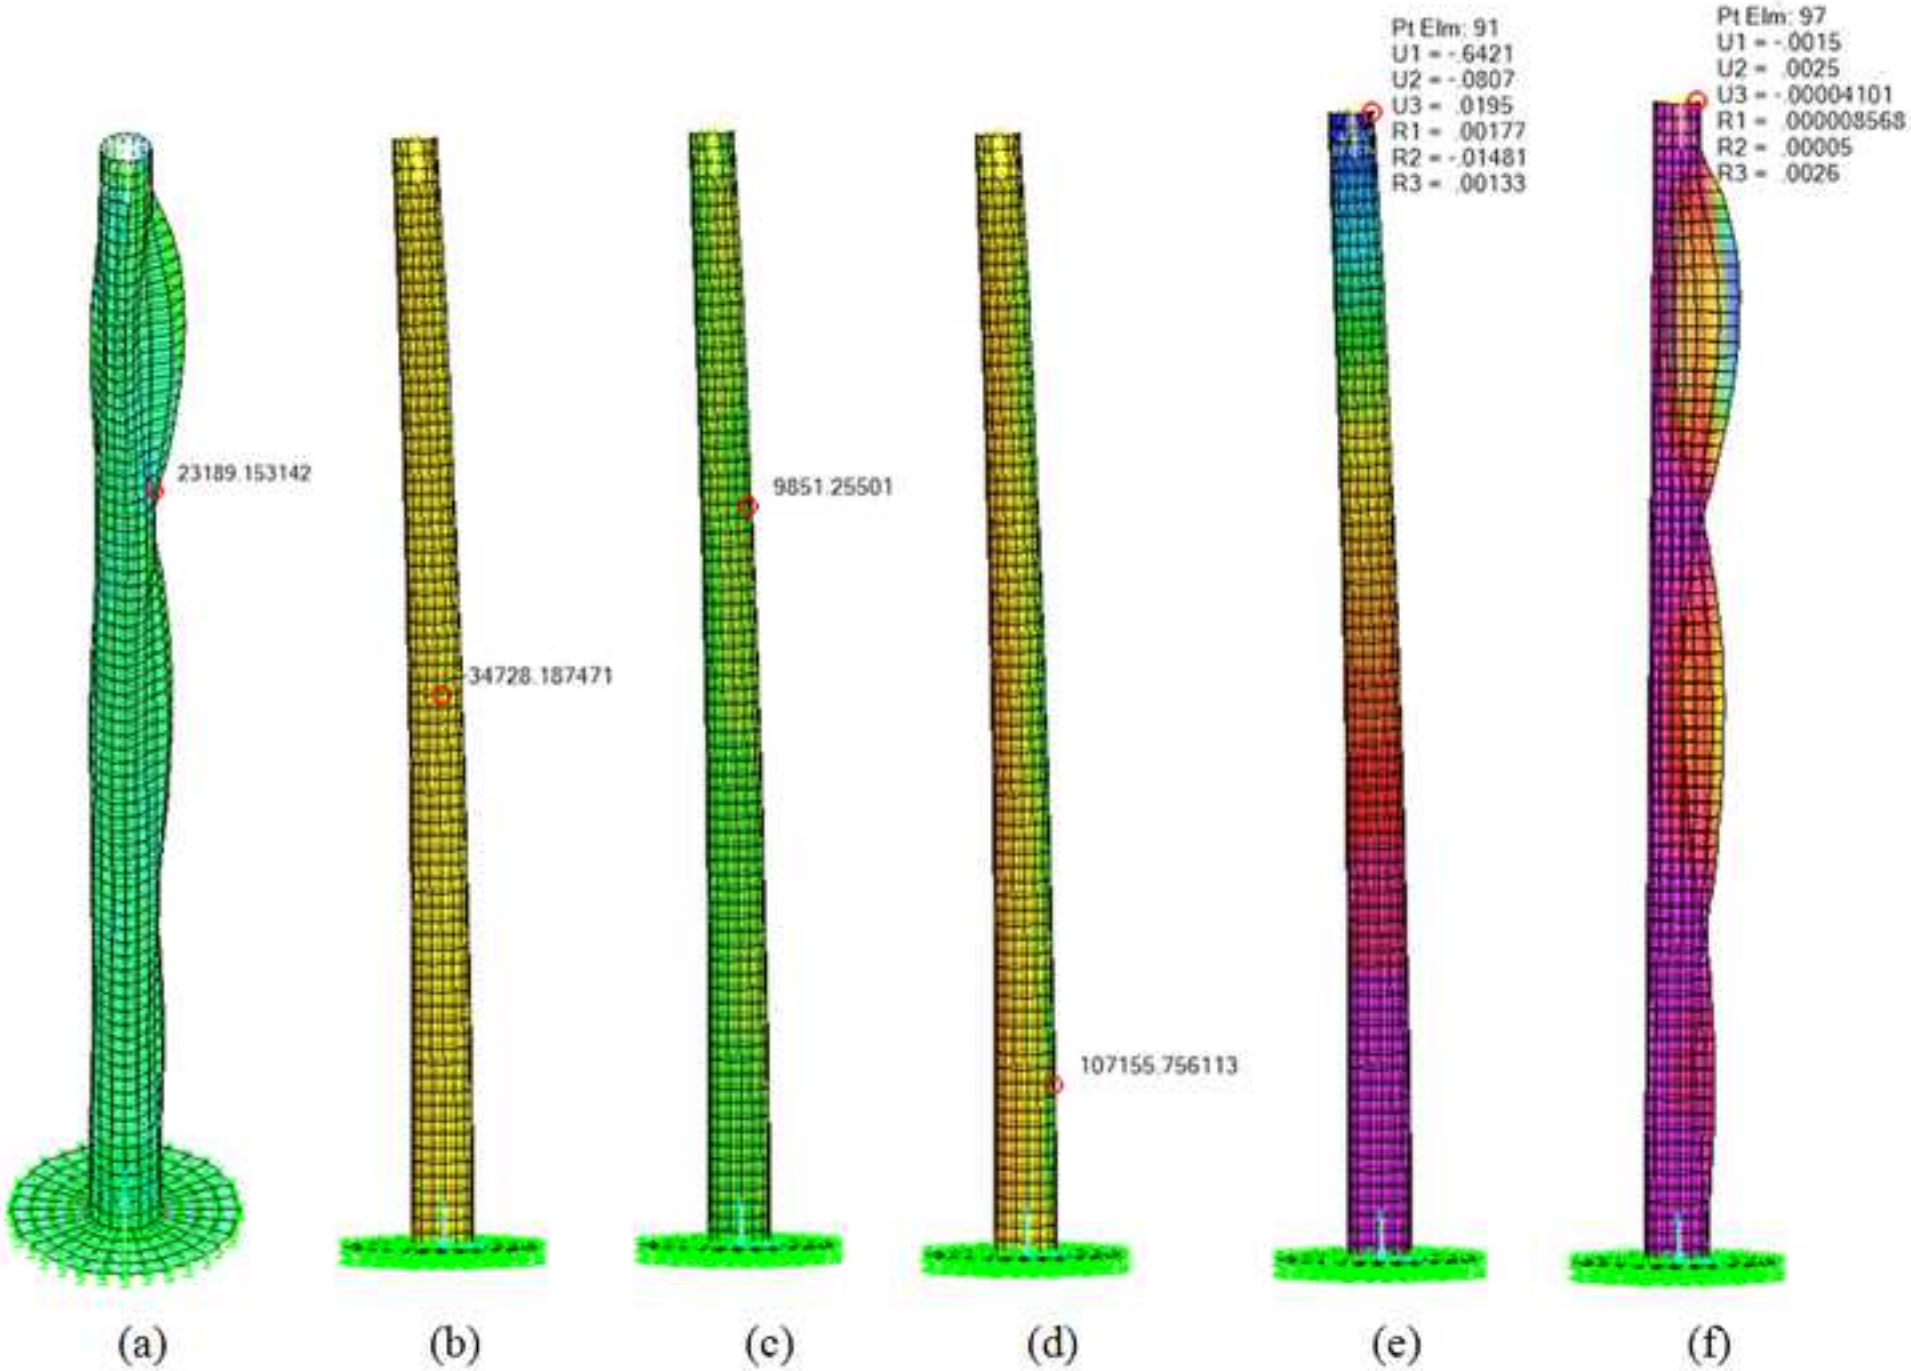 Pt Elm: 91
U1 = -.6421
U2 = -.0807
U3 = .0195
R1 = .00177
R2 = -.01481
R3 = .00133
Pt Elm: 97
U1 = -.0015
U2 = .0025
U3 = -.00004101
R1 = .000008568
R2 = .00005
R3 = .0026
23189.153142
9851.25501
-34728.187471
107155.756113
(a) (b) (c) (d) (e) (f)